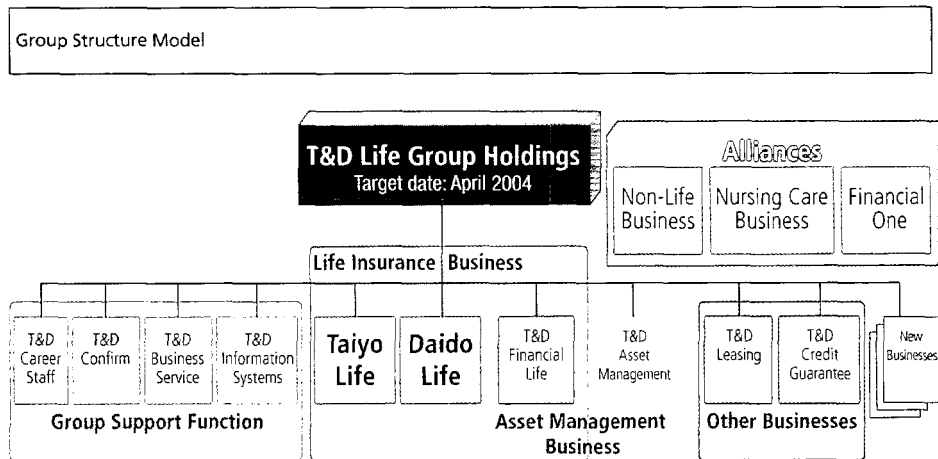 Group Structure Model
T&D Life Group Holdings
Target date: April 2004
Alliances
Non-Life
Business
Nursing Care
Business
Financial
One
Life Insurance Business
T&D
Career
Staff
T&D
Confirm
T&D
Business
Service
T&D
Information
Systems
Group Support Function
Taiyo
Life
Daido
Life
T&D
Financial
Life
T&D
Asset
Management
Asset Management
Business
T&D
Leasing
T&D
Credit
Guarantee
Other Businesses
New
Businesses